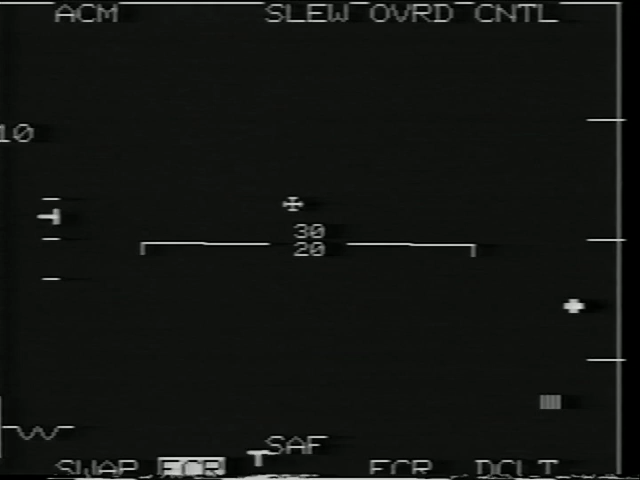 ACM SLEW OVRD CNTL
10
30
20
SAF
SWAP FCR FCR DCLT